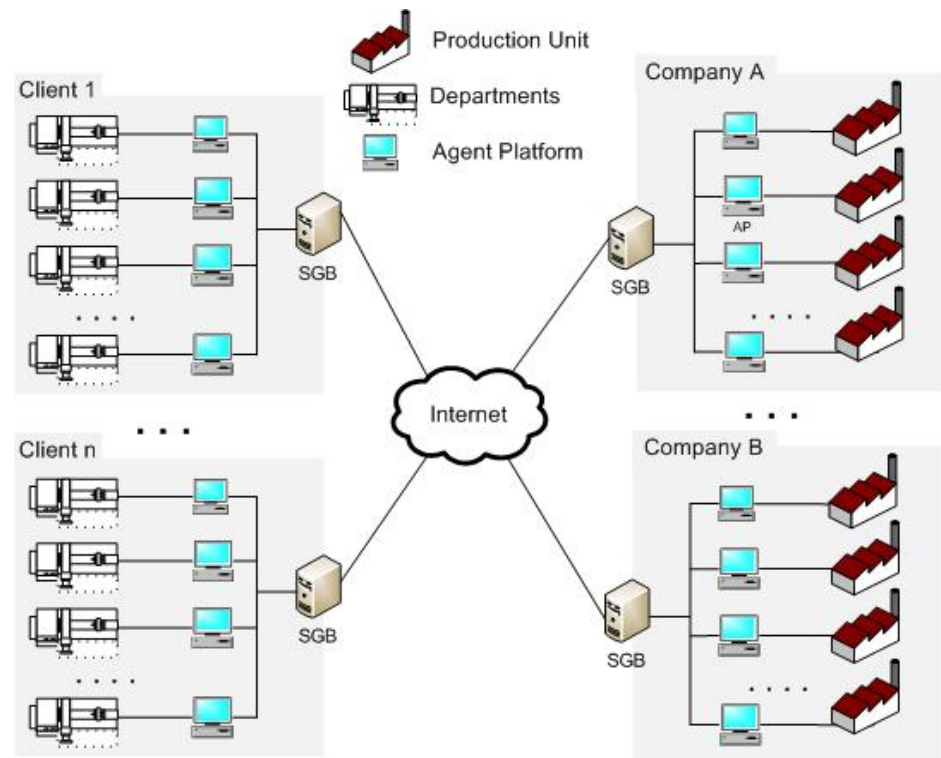 Production Unit
Departments
Agent Platform
Client 1
SGB
Company A
AP
SGB
. . . .
. . . .
Internet
. . .
. . .
Client n
SGB
. . . .
Company B
SGB
. . . .